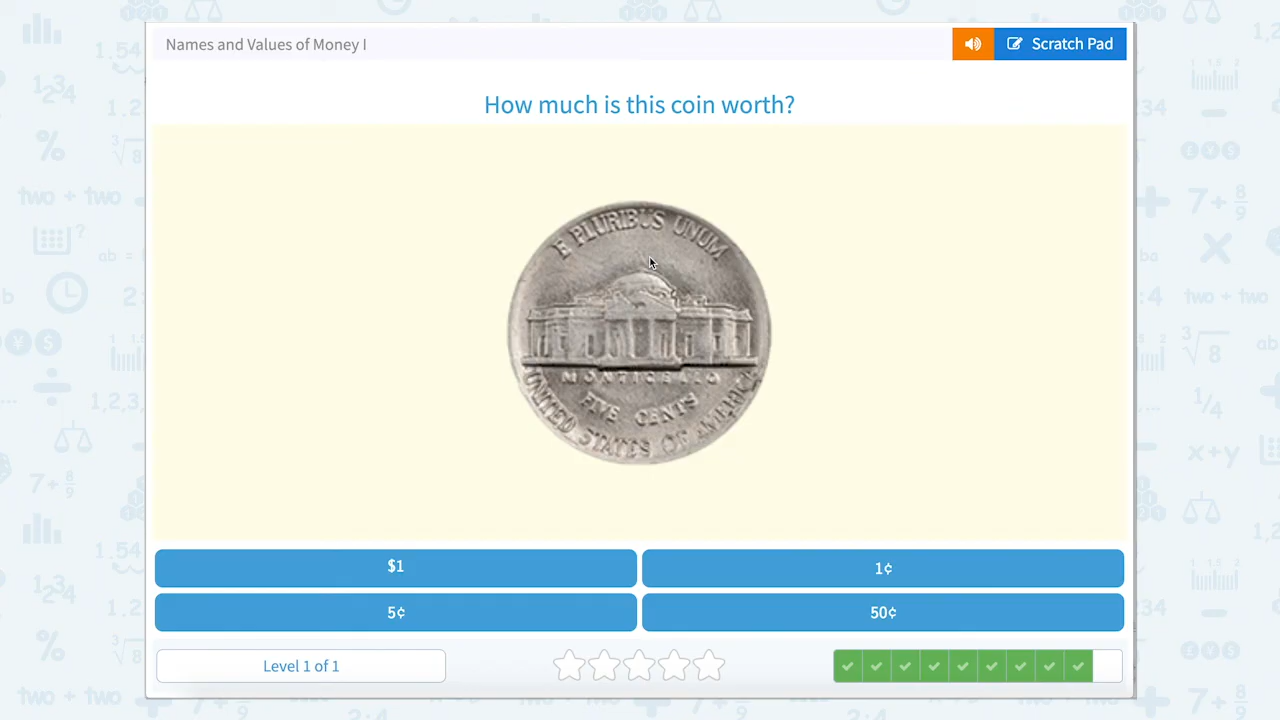 Names and Values of Money I
Scratch Pad
How much is this coin worth?
E PLURIBUS UNUM
MONTICELLO
FIVE CENTS
UNITED STATES OF AMERICA
$1
1¢
5¢
50¢
Level 1 of 1